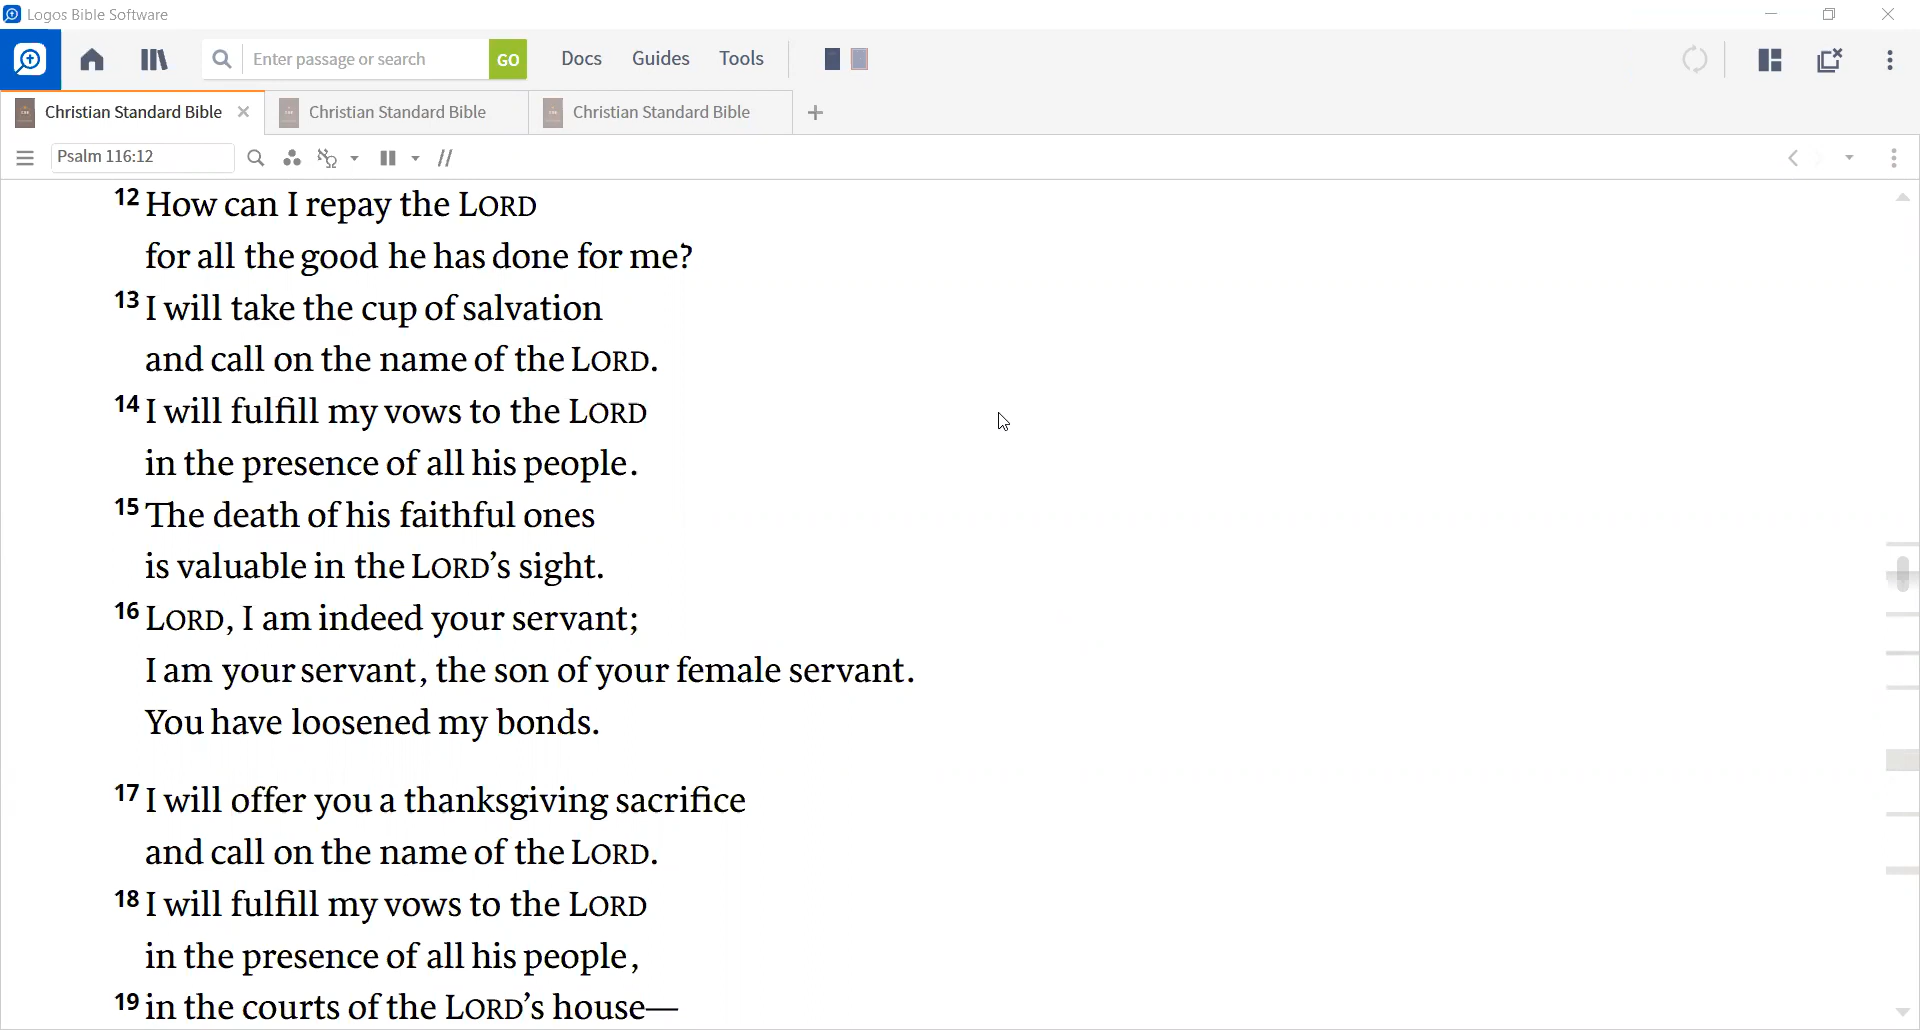 Logos Bible Software
Enter passage or search
GO
Docs
Guides
Tools
Christian Standard Bible
Christian Standard Bible
Christian Standard Bible
Psalm 116:12
12 How can I repay the LORD
for all the good he has done for me?
13 I will take the cup of salvation
and call on the name of the LORD.
14 I will fulfill my vows to the LORD
in the presence of all his people.
15 The death of his faithful ones
is valuable in the LORD’s sight.
16 LORD, I am indeed your servant;
I am your servant, the son of your female servant.
You have loosened my bonds.
17 I will offer you a thanksgiving sacrifice
and call on the name of the LORD.
18 I will fulfill my vows to the LORD
in the presence of all his people,
19 in the courts of the LORD’s house—